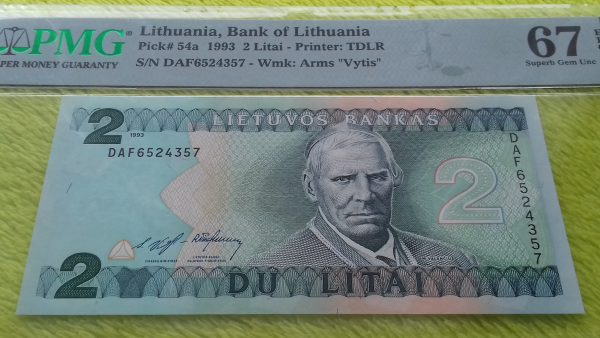 PMG
PER MONEY GUARANTY
Lithuania, Bank of Lithuania
Pick# 54a 1993 2 Litai - Printer: TDLR
S/N DAF6524357 - Wmk: Arms "Vytis"
67
Superb Gem Unc
2
LIETUVOS BANKAS
1993
DAF6524357
DAF6524357
2
2
DU LITAI